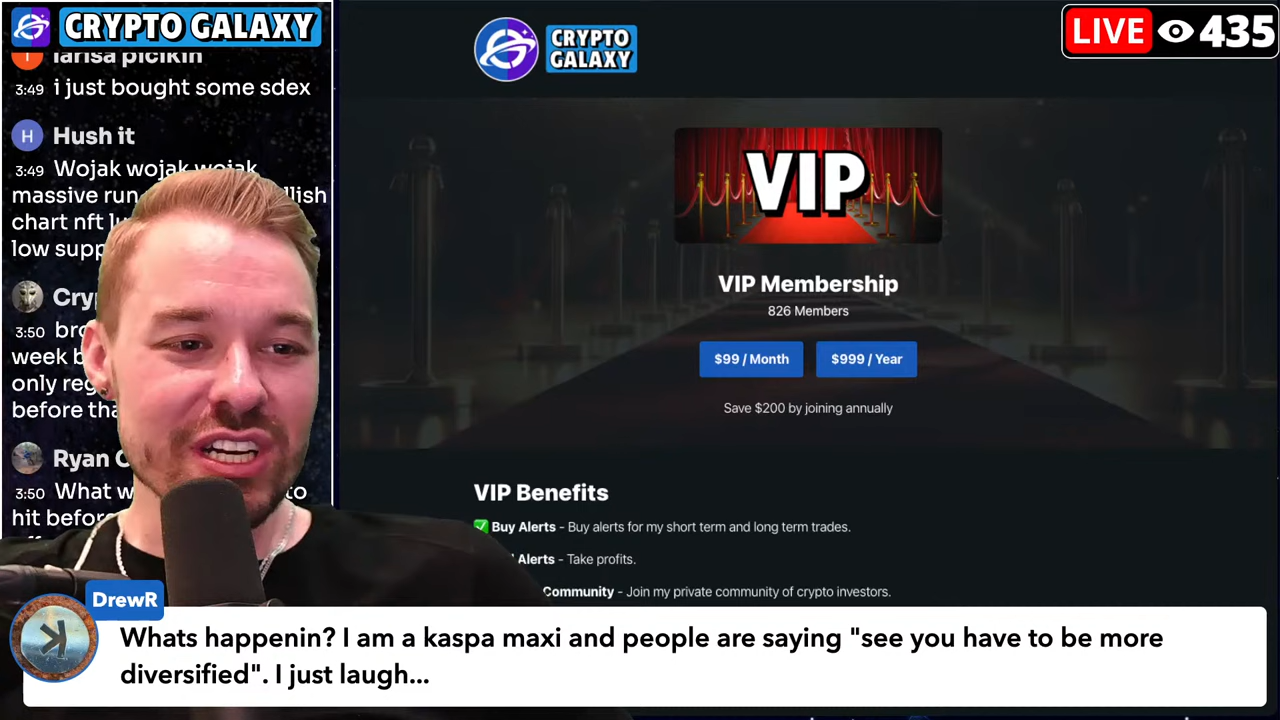 CRYPTO GALAXY
CRYPTO
GALAXY
LIVE 435
larisa picikin
3:49 i just bought some sdex
H
Hush it
3:49 Wojak wojak wojak
massive run
chart nft
low
3:50
week
only
before
Ryan
3:50 What
hit
VIP
VIP Membership
826 Members
$99 / Month
$999 / Year
Save $200 by joining annually
VIP Benefits
Buy Alerts - Buy alerts for my short term and long term trades.
Alerts - Take profits.
Community - Join my private community of crypto investors.
DrewR
Whats happenin? I am a kaspa maxi and people are saying "see you have to be more
diversified". I just laugh...